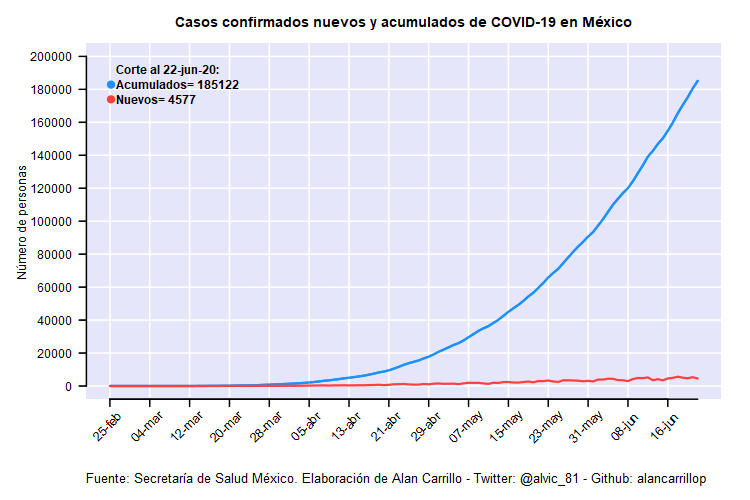 Casos confirmados nuevos y acumulados de COVID-19 en México
Número de personas
200000
180000
160000
140000
120000
100000
80000
60000
40000
20000
0
Corte al 22-jun-20:
Acumulados= 185122
Nuevos= 4577
25-feb
04-mar
12-mar
20-mar
28-mar
05-abr
13-abr
21-abr
29-abr
07-may
15-may
23-may
31-may
08-jun
16-jun
Fuente: Secretaría de Salud México. Elaboración de Alan Carrillo - Twitter: @alvic_81 - Github: alancarrillop